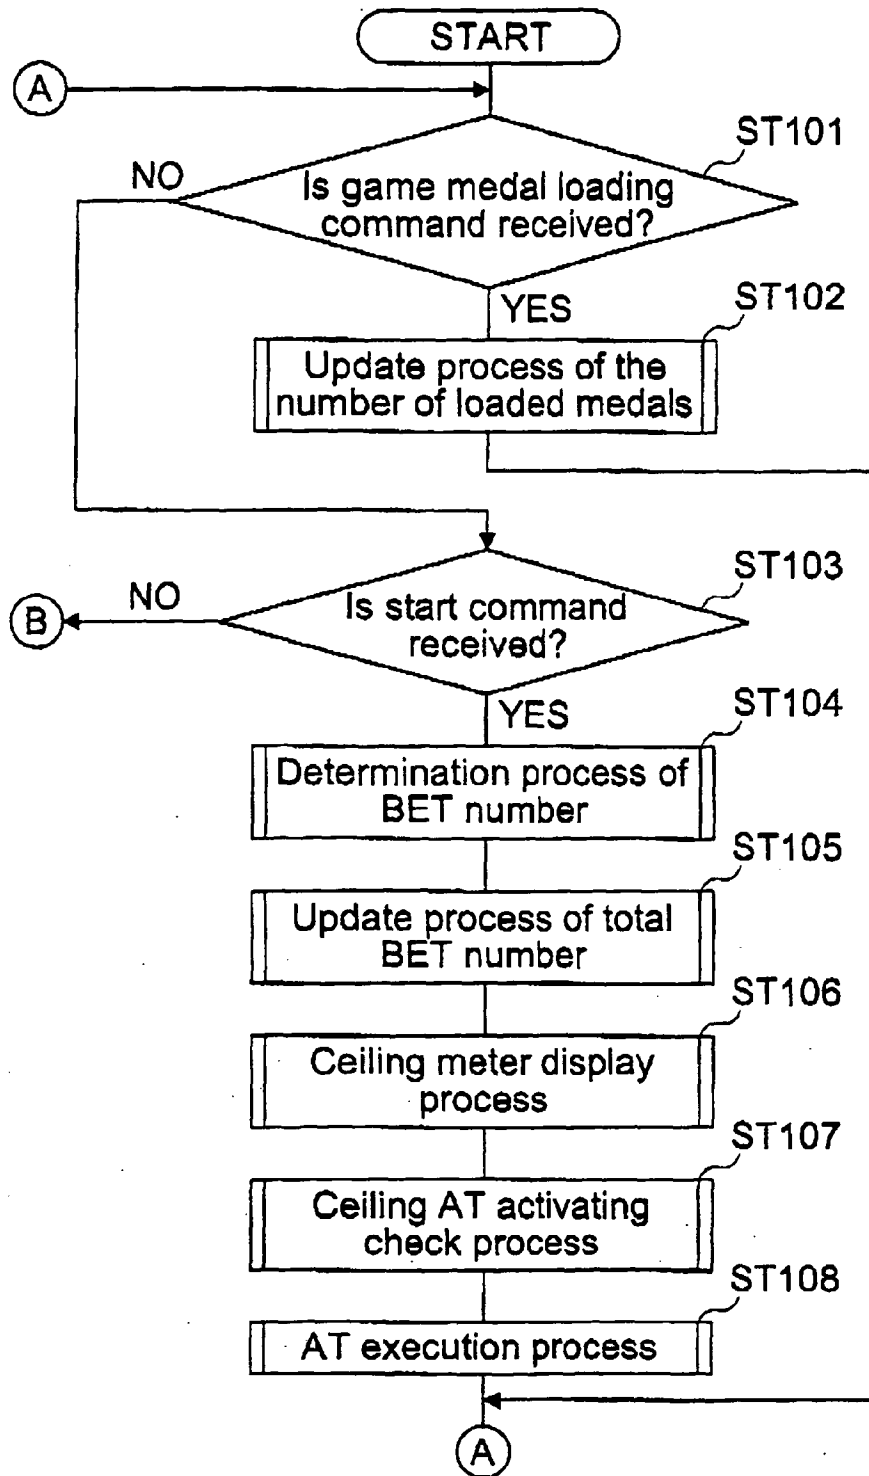 START
A
ST101
NO
Is game medal loading
command received?
YES
ST102
Update process of the
number of loaded medals
ST103
B
NO
Is start command
received?
YES
ST104
Determination process of
BET number
ST105
Update process of total
BET number
ST106
Ceiling meter display
process
ST107
Ceiling AT activating
check process
ST108
AT execution process
A